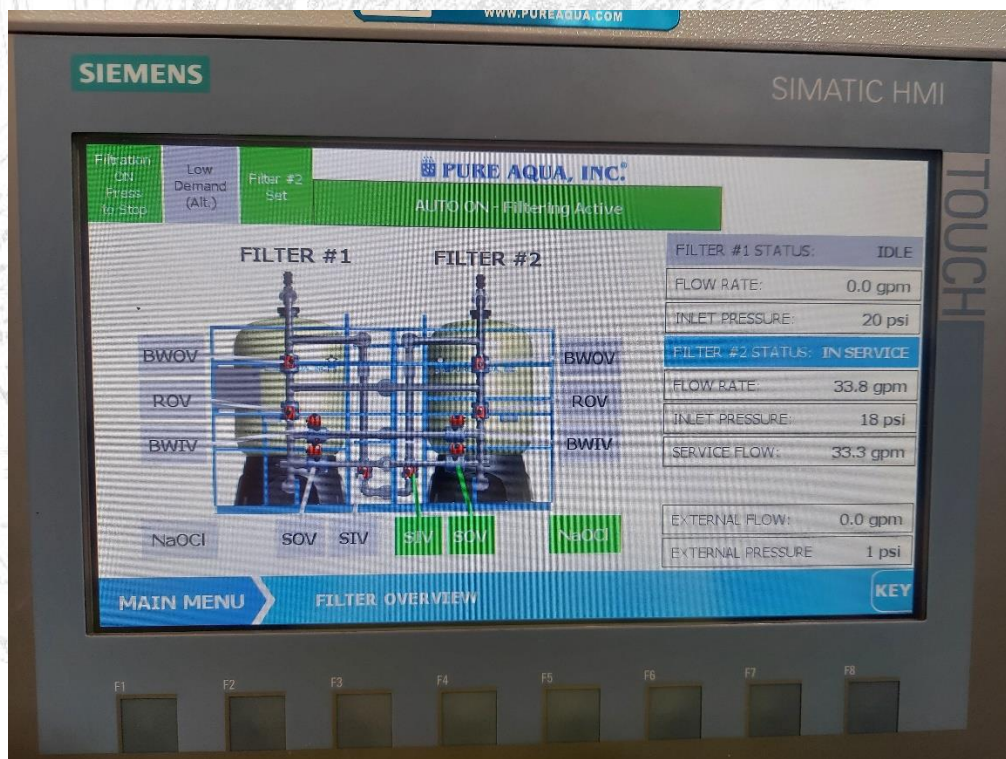 WWW.PUREAQUA.COM
SIEMENS
SIMATIC HMI
TOUCH
Filtration
ON
Press
to Stop
Low
Demand
(Alt.)
Filter #2
Set
PURE AQUA, INC.®
AUTO ON - Filtering Active
FILTER #1
FILTER #2
BWOV
ROV
BWIV
BWOV
ROV
BWIV
NaOCl
SOV
SIV
SIV
SOV
NaOCl
FILTER #1 STATUS: IDLE
FLOW RATE: 0.0 gpm
INLET PRESSURE: 20 psi
FILTER #2 STATUS: IN SERVICE
FLOW RATE: 33.8 gpm
INLET PRESSURE: 18 psi
SERVICE FLOW: 33.3 gpm
EXTERNAL FLOW: 0.0 gpm
EXTERNAL PRESSURE 1 psi
MAIN MENU
FILTER OVERVIEW
KEY
F1 F2 F3 F4 F5 F6 F7 F8